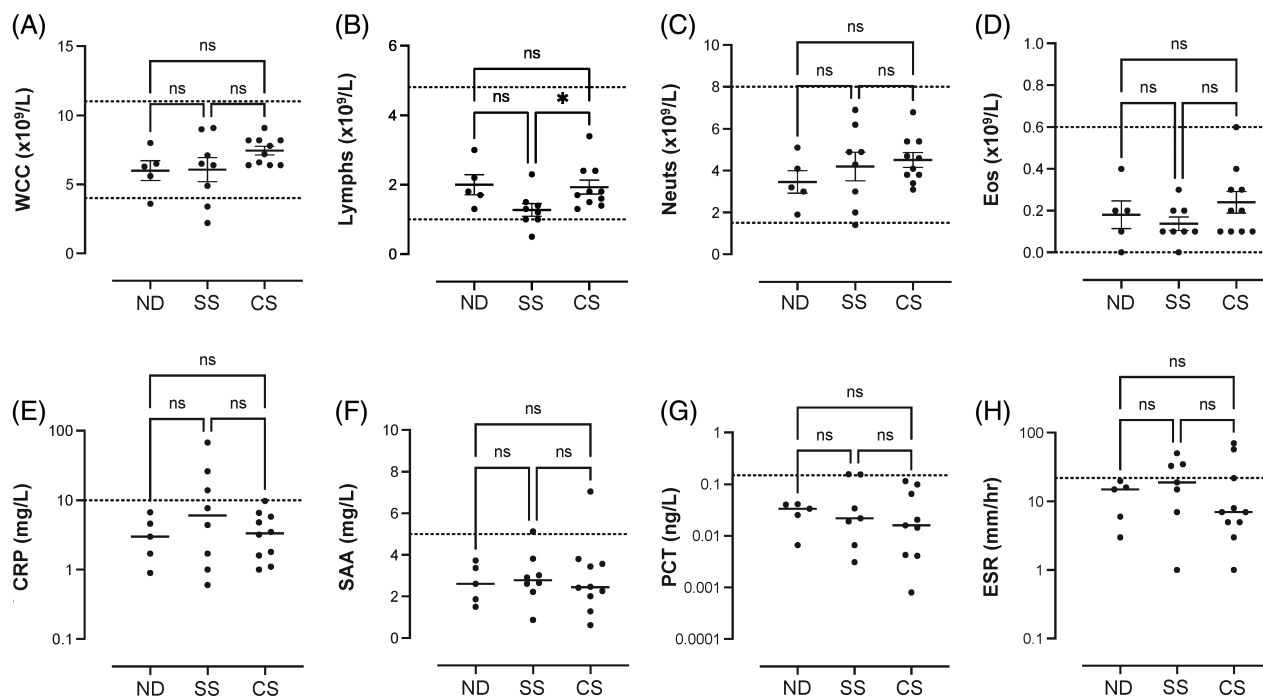 (A)
ns
ns ns
WCC (x10⁹/L)
15
10
5
0
ND SS CS
(B)
ns
ns *
Lymphs (x10⁹/L)
6
4
2
0
ND SS CS
(C)
ns
ns ns
Neuts (x10⁹/L)
10
8
6
4
2
0
ND SS CS
(D)
ns
ns ns
Eos (x10⁹/L)
1.0
0.8
0.6
0.4
0.2
0.0
ND SS CS
(E)
ns
ns ns
CRP (mg/L)
100
10
1
0.1
ND SS CS
(F)
ns
ns ns
SAA (mg/L)
10
8
6
4
2
0
ND SS CS
(G)
ns
ns ns
PCT (ng/L)
1
0.1
0.01
0.001
0.0001
ND SS CS
(H)
ns
ns ns
ESR (mm/hr)
100
10
1
0.1
ND SS CS